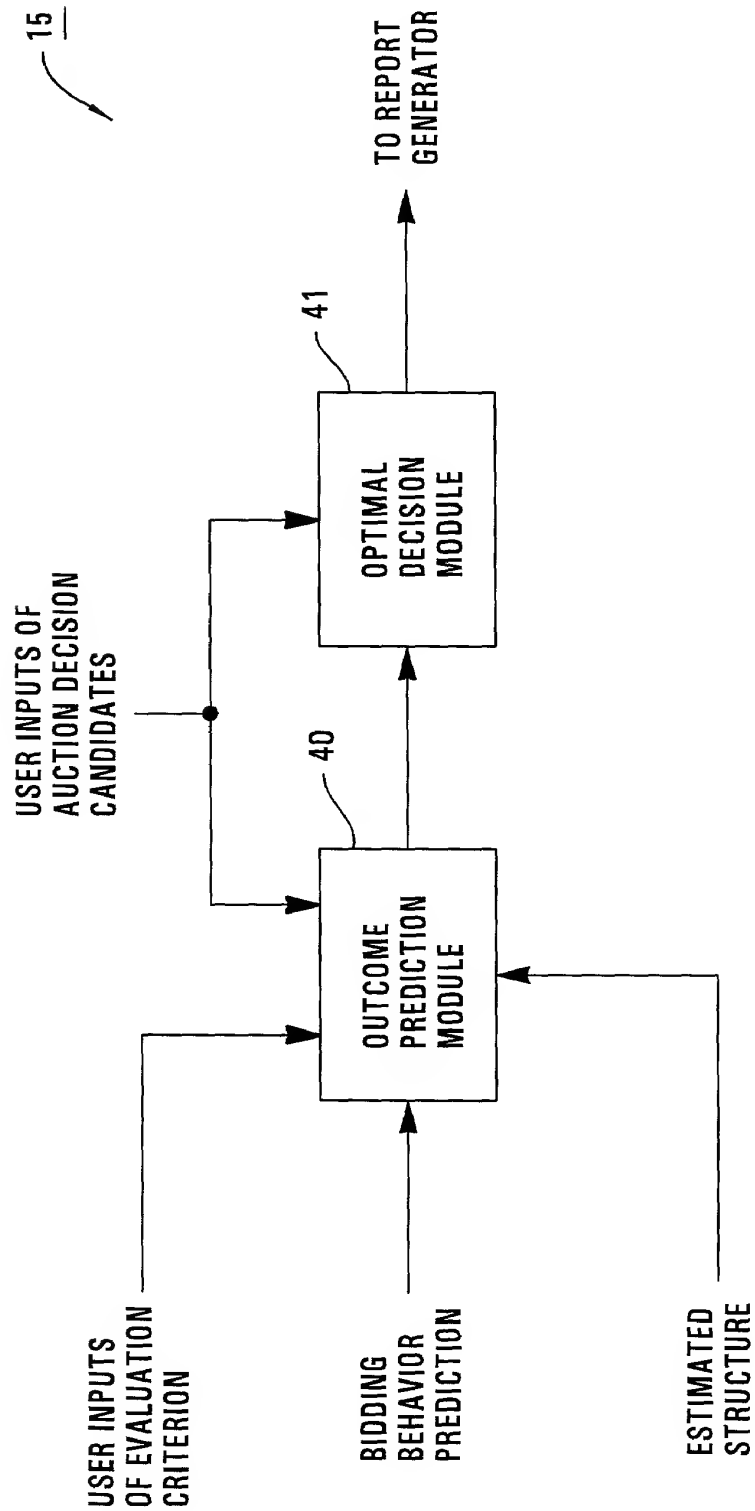 15
USER INPUTS OF
AUCTION DECISION
CANDIDATES
USER INPUTS
OF EVALUATION
CRITERION
BIDDING
BEHAVIOR
PREDICTION
ESTIMATED
STRUCTURE
40
OUTCOME
PREDICTION
MODULE
41
OPTIMAL
DECISION
MODULE
TO REPORT
GENERATOR